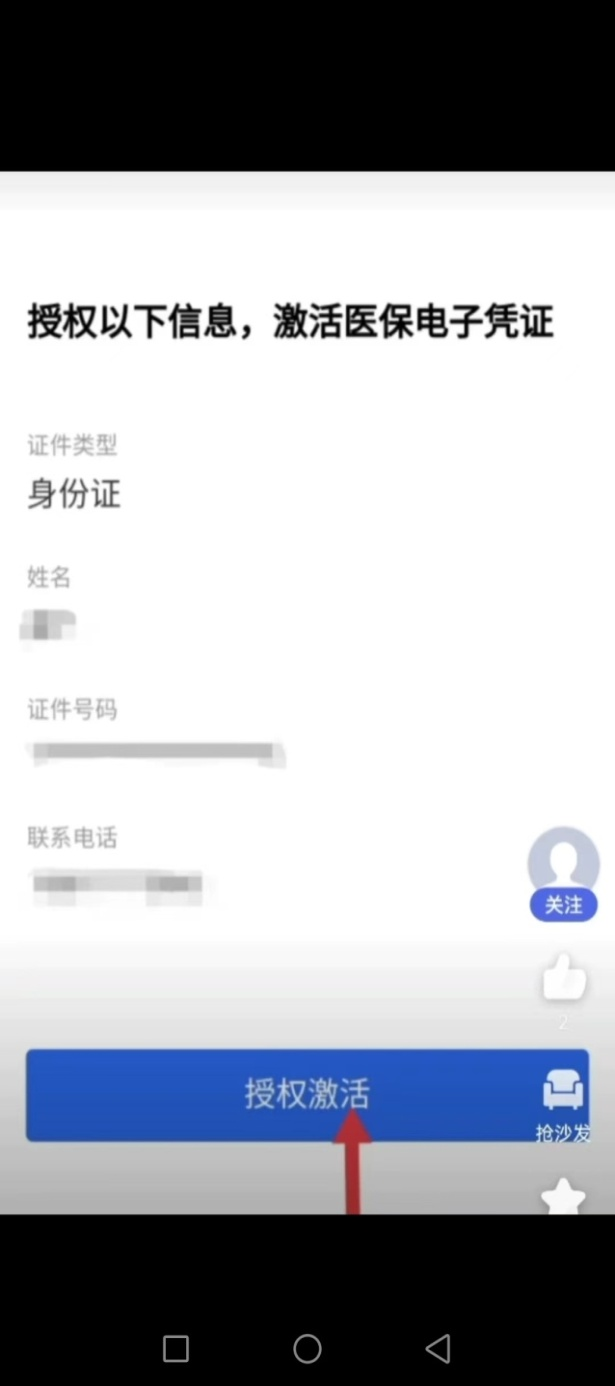 授权以下信息，激活医保电子凭证
证件类型
身份证
姓名
证件号码
联系电话
关注
2
授权激活
抢沙发